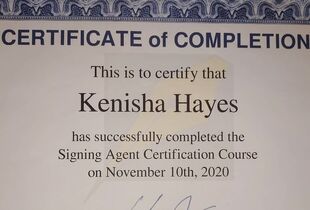 CERTIFICATE of COMPLETION
This is to certify that
Kenisha Hayes
has successfully completed the
Signing Agent Certification Course
on November 10th, 2020